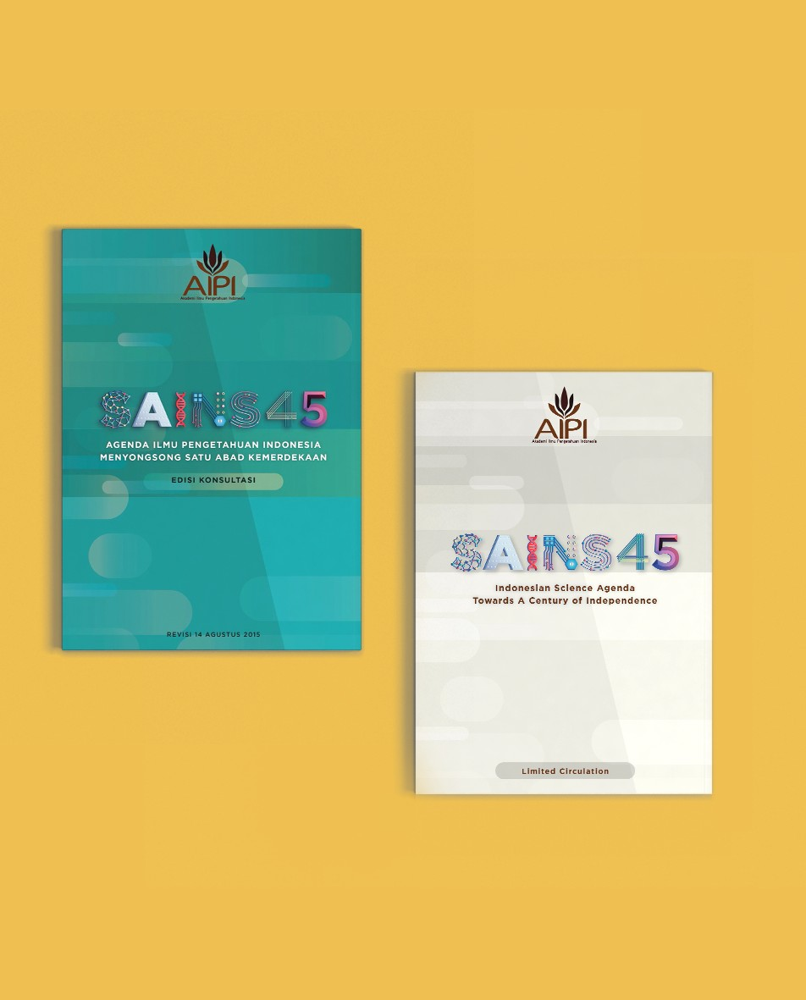 AIPI
Akademi Ilmu Pengetahuan Indonesia
SAINS45
AGENDA ILMU PENGETAHUAN INDONESIA
MENYONGSONG SATU ABAD KEMERDEKAAN
EDISI KONSULTASI
REVISI 14 AGUSTUS 2015
AIPI
Akademi Ilmu Pengetahuan Indonesia
SAINS45
Indonesian Science Agenda
Towards A Century of Independence
Limited Circulation